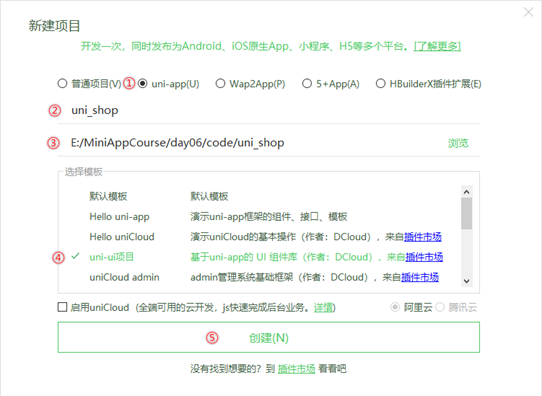 新建项目
开发一次，同时发布为Android、iOS原生App、小程序、H5等多个平台。[了解更多]
普通项目(V) ① uni-app(U) Wap2App(P) 5+App(A) HBuilderX插件扩展(E)
② uni_shop
③ E:/MiniAppCourse/day06/code/uni_shop 浏览
选择模板
默认模板 默认模板
Hello uni-app 演示uni-app框架的组件、接口、模板
Hello uniCloud 演示uniCloud的基本操作（作者：DCloud），来自插件市场
④ uni-ui项目 基于uni-app的 UI 组件库（作者：DCloud），来自插件市场
uniCloud admin admin管理系统基础框架（作者：DCloud），来自插件市场
启用uniCloud（全端可用的云开发，js快速完成后台业务。详情) 阿里云 腾讯云
⑤ 创建(N)
没有找到想要的？到 插件市场 看看吧